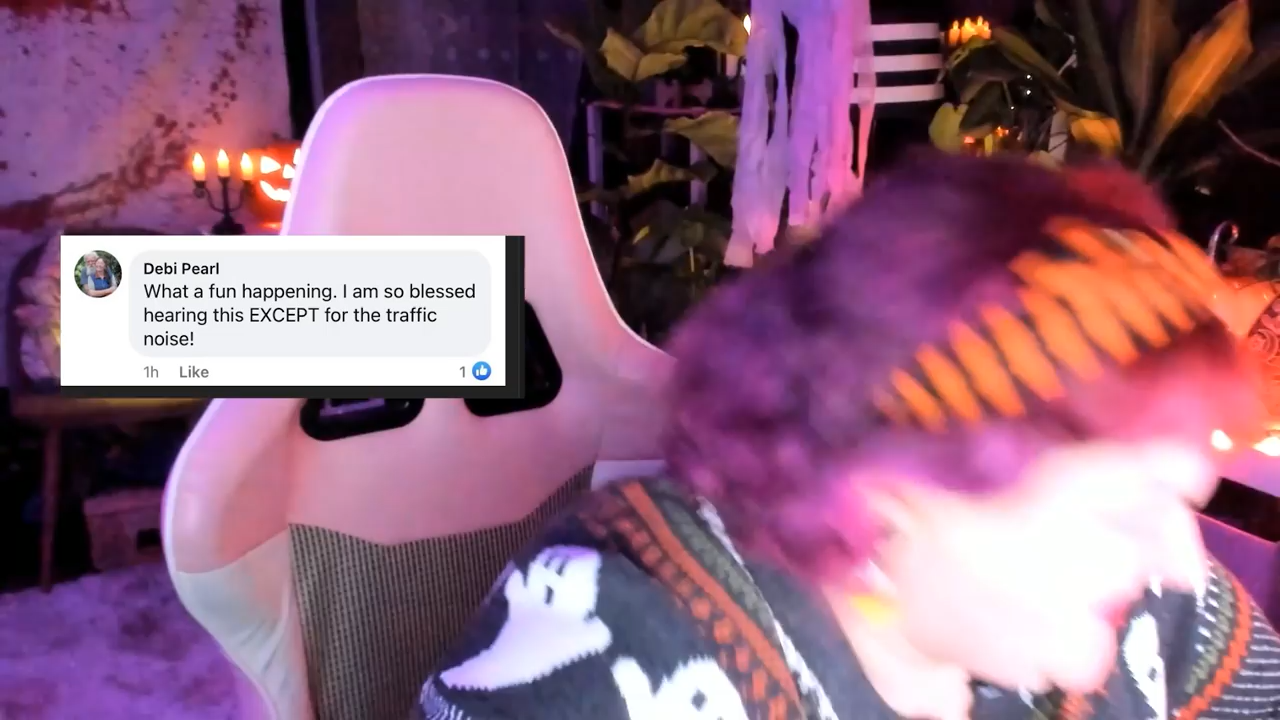 Debi Pearl
What a fun happening. I am so blessed
hearing this EXCEPT for the traffic
noise!
1h Like 1